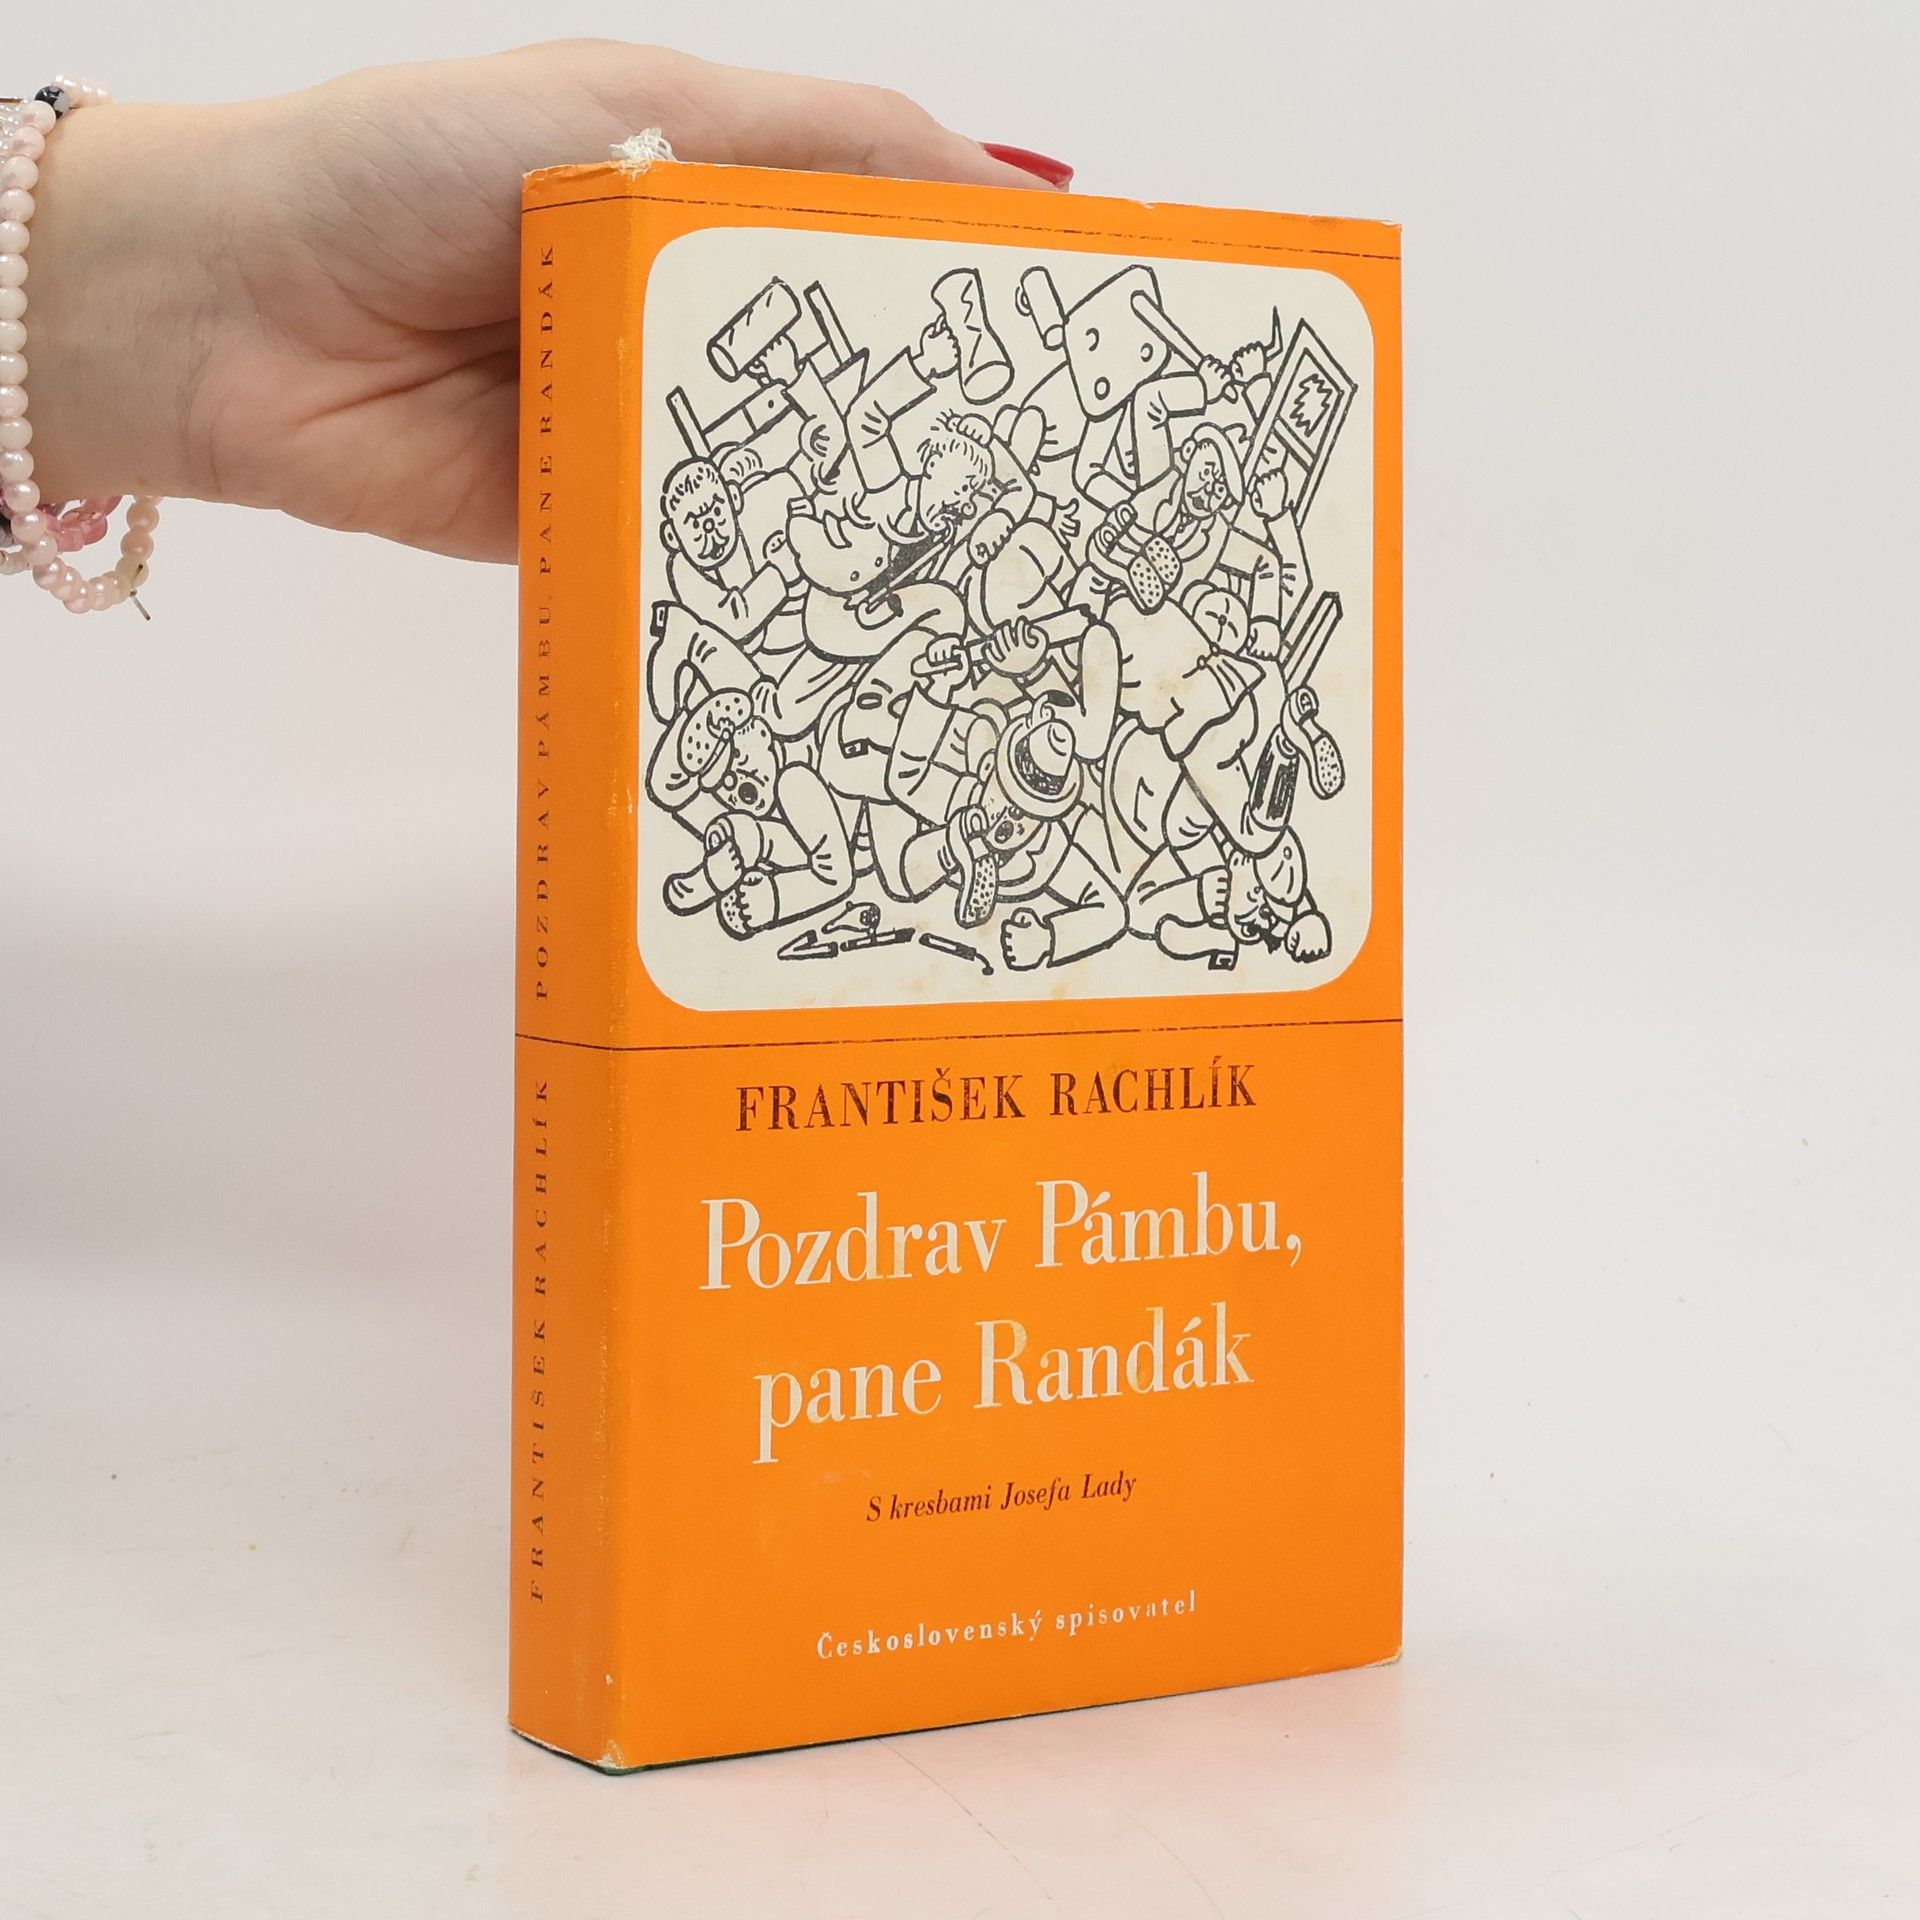 POZDRAV PÁMBU, PANE RANDÁK
FRANTIŠEK RACHLÍK
FRANTIŠEK RACHLÍK
Pozdrav Pámbu,
pane Randák
S kresbami Josefa Lady
Československý spisovatel